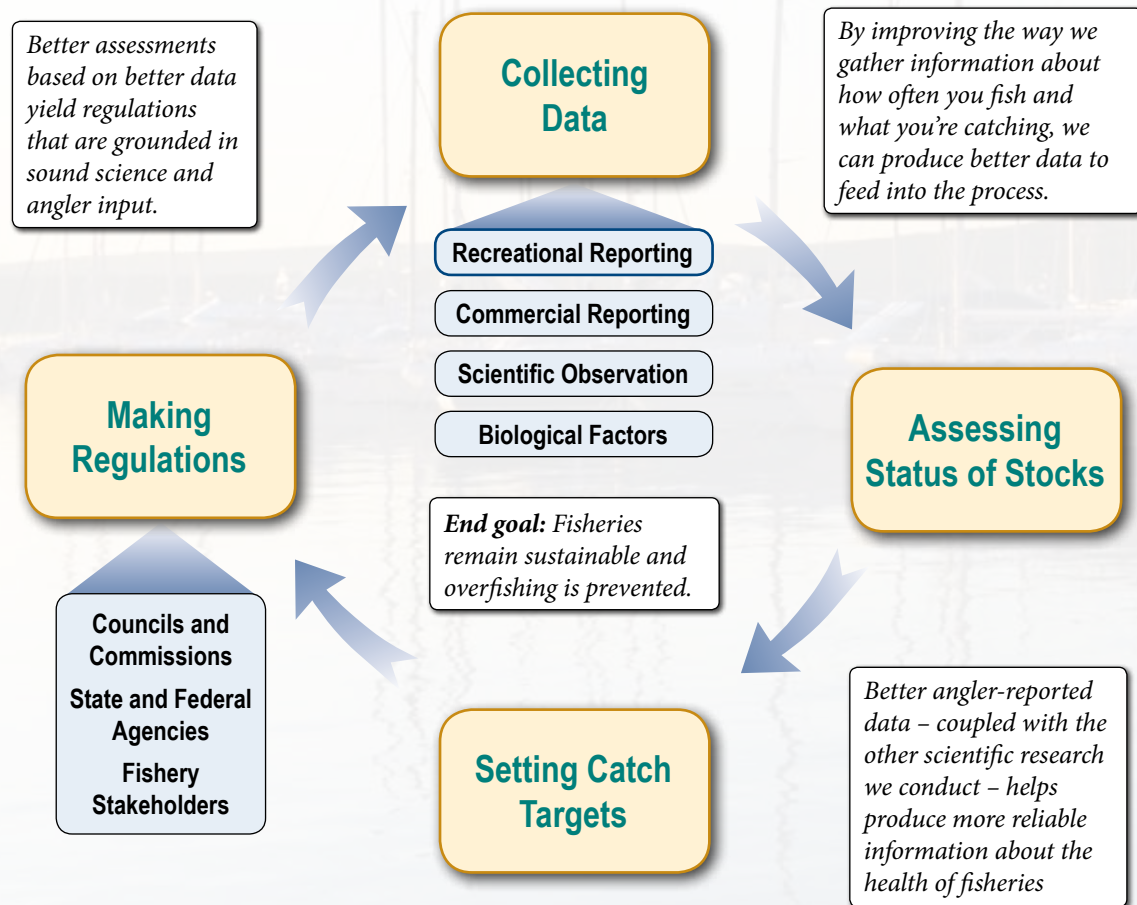 Better assessments
based on better data
yield regulations
that are grounded in
sound science and
angler input.
Collecting
Data
By improving the way we
gather information about
how often you fish and
what you're catching, we
can produce better data to
feed into the process.
Recreational Reporting
Commercial Reporting
Scientific Observation
Biological Factors
Making
Regulations
Assessing
Status of Stocks
End goal: Fisheries
remain sustainable and
overfishing is prevented.
Councils and
Commissions
State and Federal
Agencies
Fishery
Stakeholders
Setting Catch
Targets
Better angler-reported
data – coupled with the
other scientific research
we conduct – helps
produce more reliable
information about the
health of fisheries